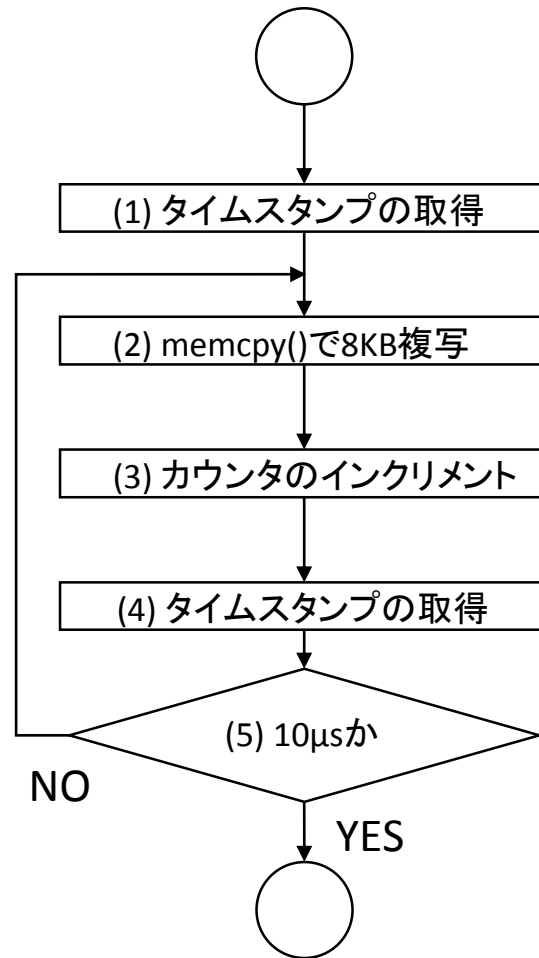 (1) タイムスタンプの取得
(2) memcpy()で8KB複写
(3) カウンタのインクリメント
(4) タイムスタンプの取得
(5) 10μsか
NO
YES